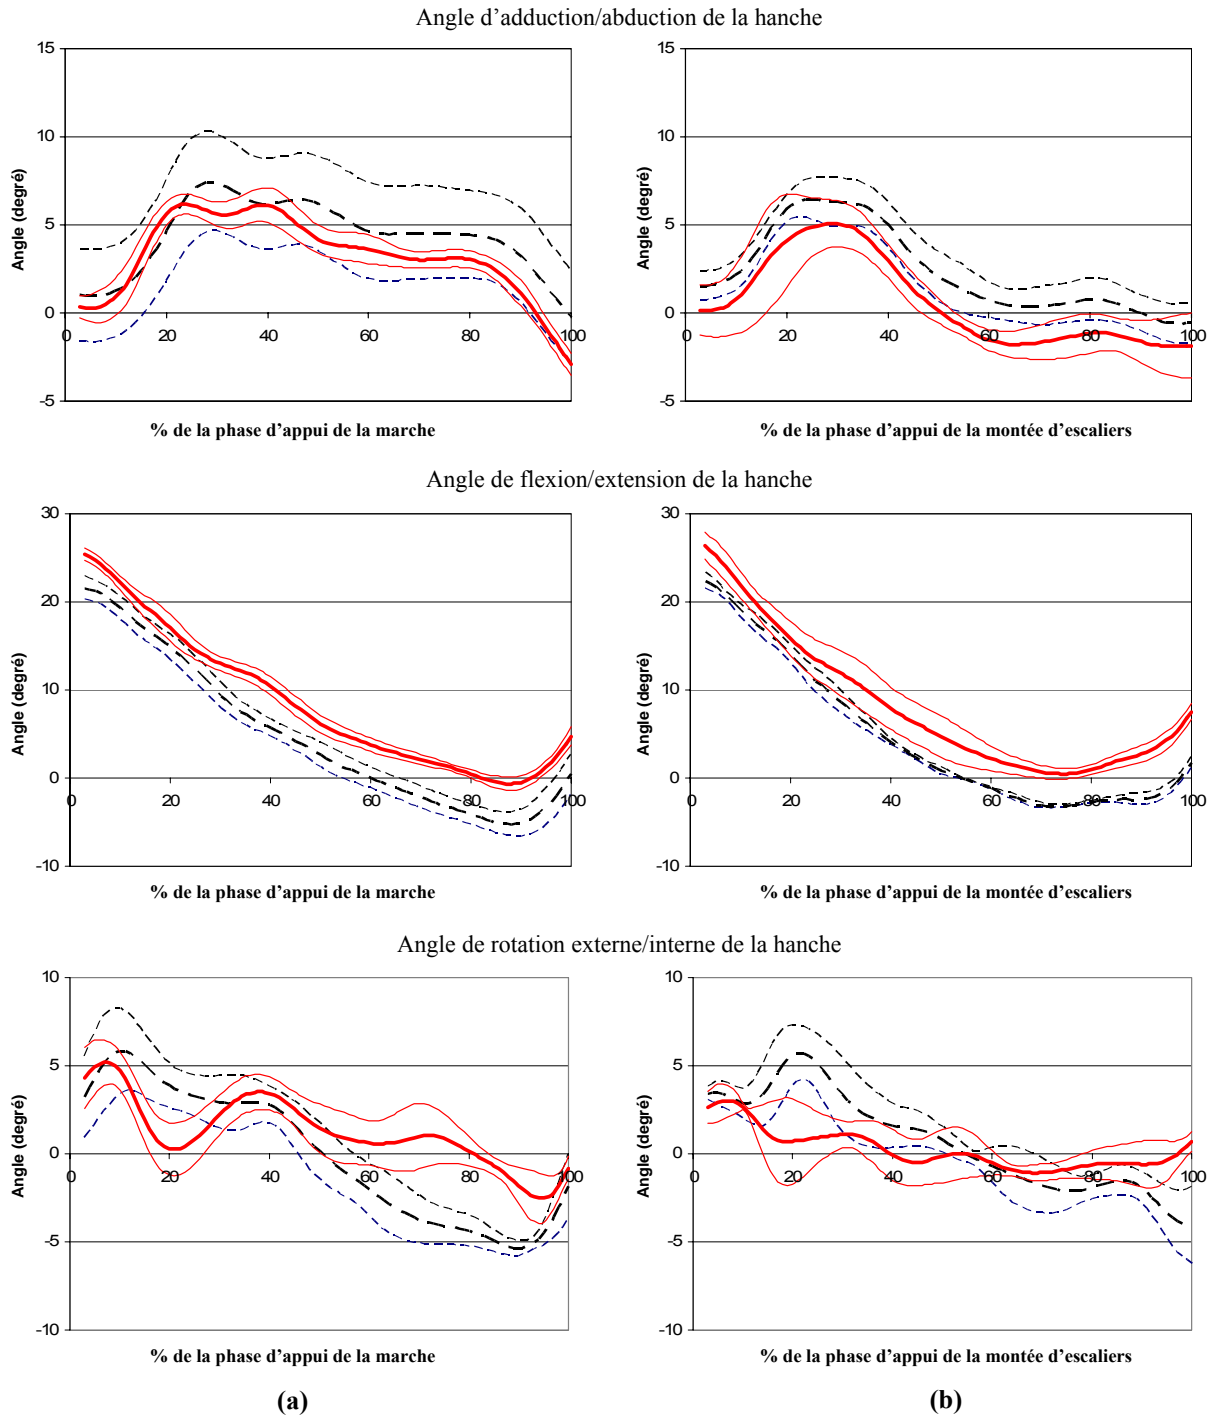 Angle d’adduction/abduction de la hanche
15
10
5
0
-5
Angle (degré)
0 20 40 60 80 100
% de la phase d’appui de la marche
15
10
5
0
-5
Angle (degré)
0 20 40 60 80 100
% de la phase d’appui de la montée d’escaliers
Angle de flexion/extension de la hanche
30
20
10
0
-10
Angle (degré)
0 20 40 60 80 100
% de la phase d’appui de la marche
30
20
10
0
-10
Angle (degré)
0 20 40 60 80 100
% de la phase d’appui de la montée d’escaliers
Angle de rotation externe/interne de la hanche
10
5
0
-5
-10
Angle (degré)
0 20 40 60 80 100
% de la phase d’appui de la marche
10
5
0
-5
-10
Angle (degré)
0 20 40 60 80 100
% de la phase d’appui de la montée d’escaliers
(a)
(b)